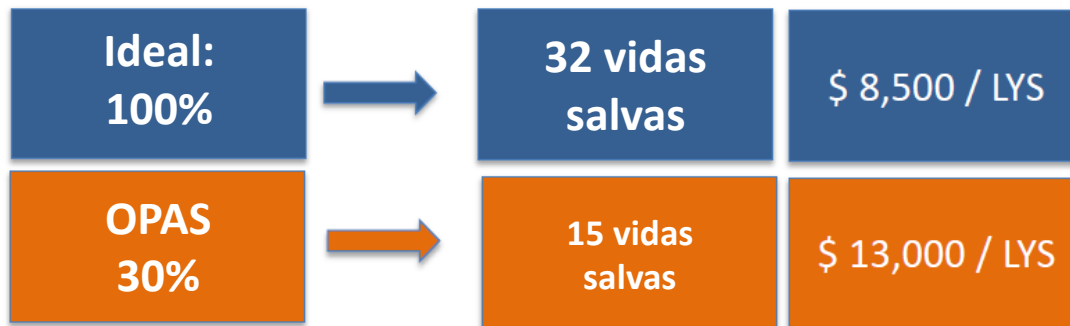 Ideal:
100%
32 vidas
salvas
$ 8,500 / LYS
OPAS
30%
15 vidas
salvas
$ 13,000 / LYS